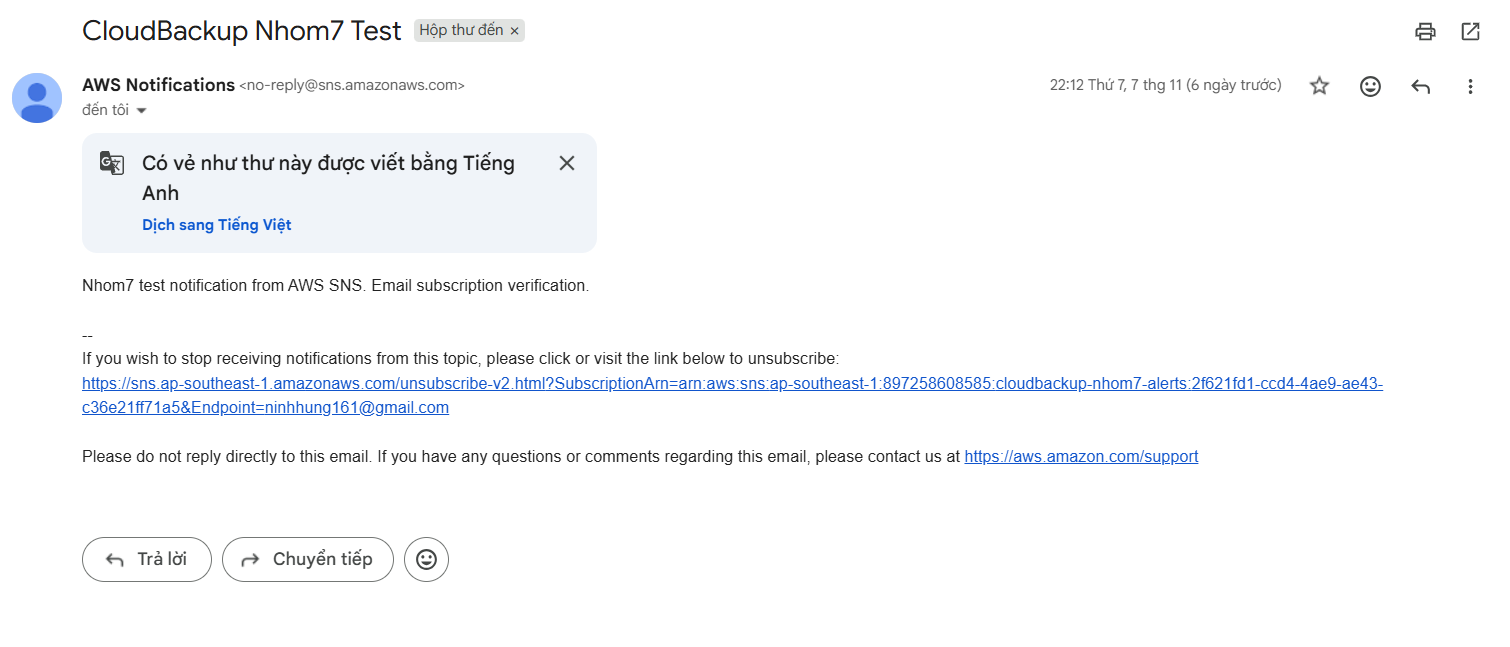 CloudBackup Nhom7 Test Hộp thư đến ×
AWS Notifications <no-reply@sns.amazonaws.com> 22:12 Thứ 7, 7 thg 11 (6 ngày trước)
đến tôi
Có vẻ như thư này được viết bằng Tiếng
Anh
Dịch sang Tiếng Việt
Nhom7 test notification from AWS SNS. Email subscription verification.
--
If you wish to stop receiving notifications from this topic, please click or visit the link below to unsubscribe:
https://sns.ap-southeast-1.amazonaws.com/unsubscribe-v2.html?SubscriptionArn=arn:aws:sns:ap-southeast-1:897258608585:cloudbackup-nhom7-alerts:2f621fd1-ccd4-4ae9-ae43-
c36e21ff71a5&Endpoint=ninhhung161@gmail.com
Please do not reply directly to this email. If you have any questions or comments regarding this email, please contact us at https://aws.amazon.com/support
Trả lời Chuyển tiếp